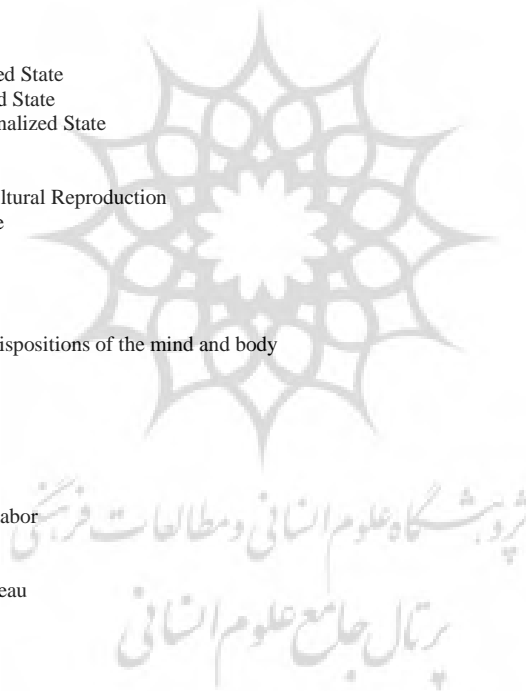 ed State
d State
nalized State
ltural Reproduction
e
ispositions of the mind and body
abor
eau
پژوهشگاه علوم انسانی و مطالعات فرهنگی
پرتال جامع علوم انسانی